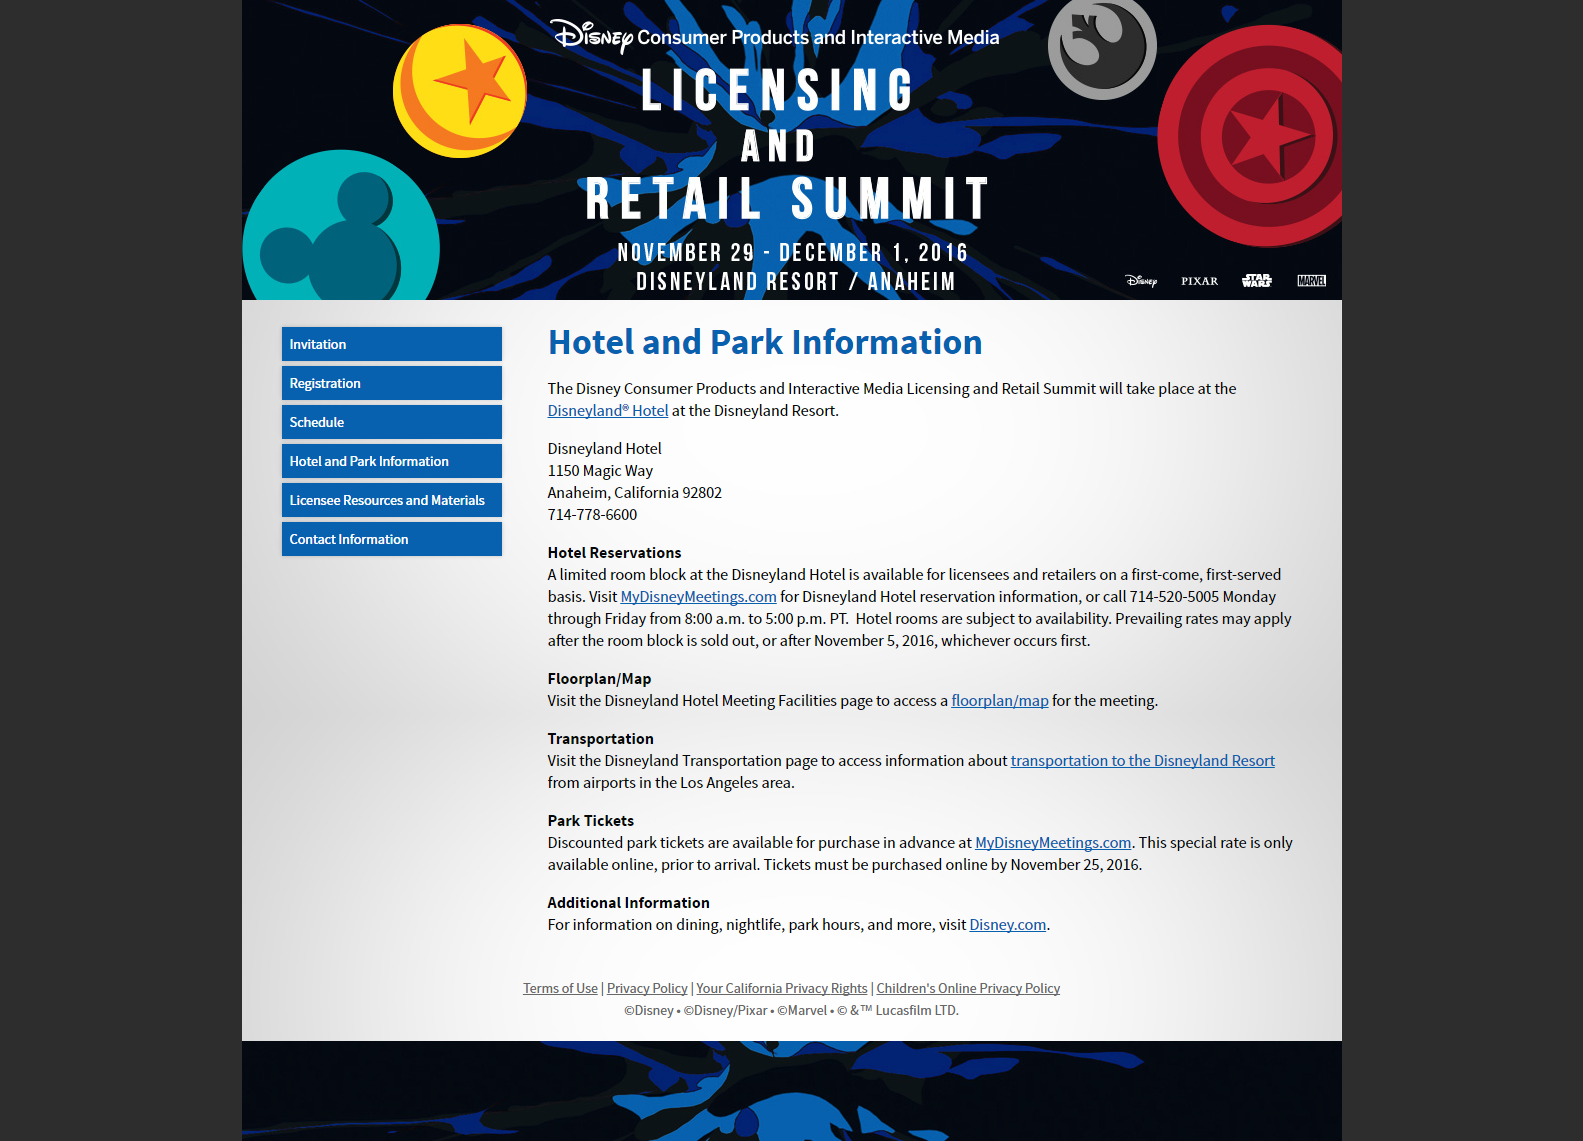 Disney Consumer Products and Interactive Media
LICENSING
AND
RETAIL SUMMIT
NOVEMBER 29 - DECEMBER 1, 2016
DISNEYLAND RESORT / ANAHEIM
Disney PIXAR STAR WARS MARVEL
Invitation
Registration
Schedule
Hotel and Park Information
Licensee Resources and Materials
Contact Information
Hotel and Park Information
The Disney Consumer Products and Interactive Media Licensing and Retail Summit will take place at the
Disneyland® Hotel at the Disneyland Resort.
Disneyland Hotel
1150 Magic Way
Anaheim, California 92802
714-778-6600
Hotel Reservations
A limited room block at the Disneyland Hotel is available for licensees and retailers on a first-come, first-served
basis. Visit MyDisneyMeetings.com for Disneyland Hotel reservation information, or call 714-520-5005 Monday
through Friday from 8:00 a.m. to 5:00 p.m. PT.  Hotel rooms are subject to availability. Prevailing rates may apply
after the room block is sold out, or after November 5, 2016, whichever occurs first.
Floorplan/Map
Visit the Disneyland Hotel Meeting Facilities page to access a floorplan/map for the meeting.
Transportation
Visit the Disneyland Transportation page to access information about transportation to the Disneyland Resort
from airports in the Los Angeles area.
Park Tickets
Discounted park tickets are available for purchase in advance at MyDisneyMeetings.com. This special rate is only
available online, prior to arrival. Tickets must be purchased online by November 25, 2016.
Additional Information
For information on dining, nightlife, park hours, and more, visit Disney.com.
Terms of Use | Privacy Policy | Your California Privacy Rights | Children's Online Privacy Policy
©Disney • ©Disney/Pixar • ©Marvel • © &™ Lucasfilm LTD.